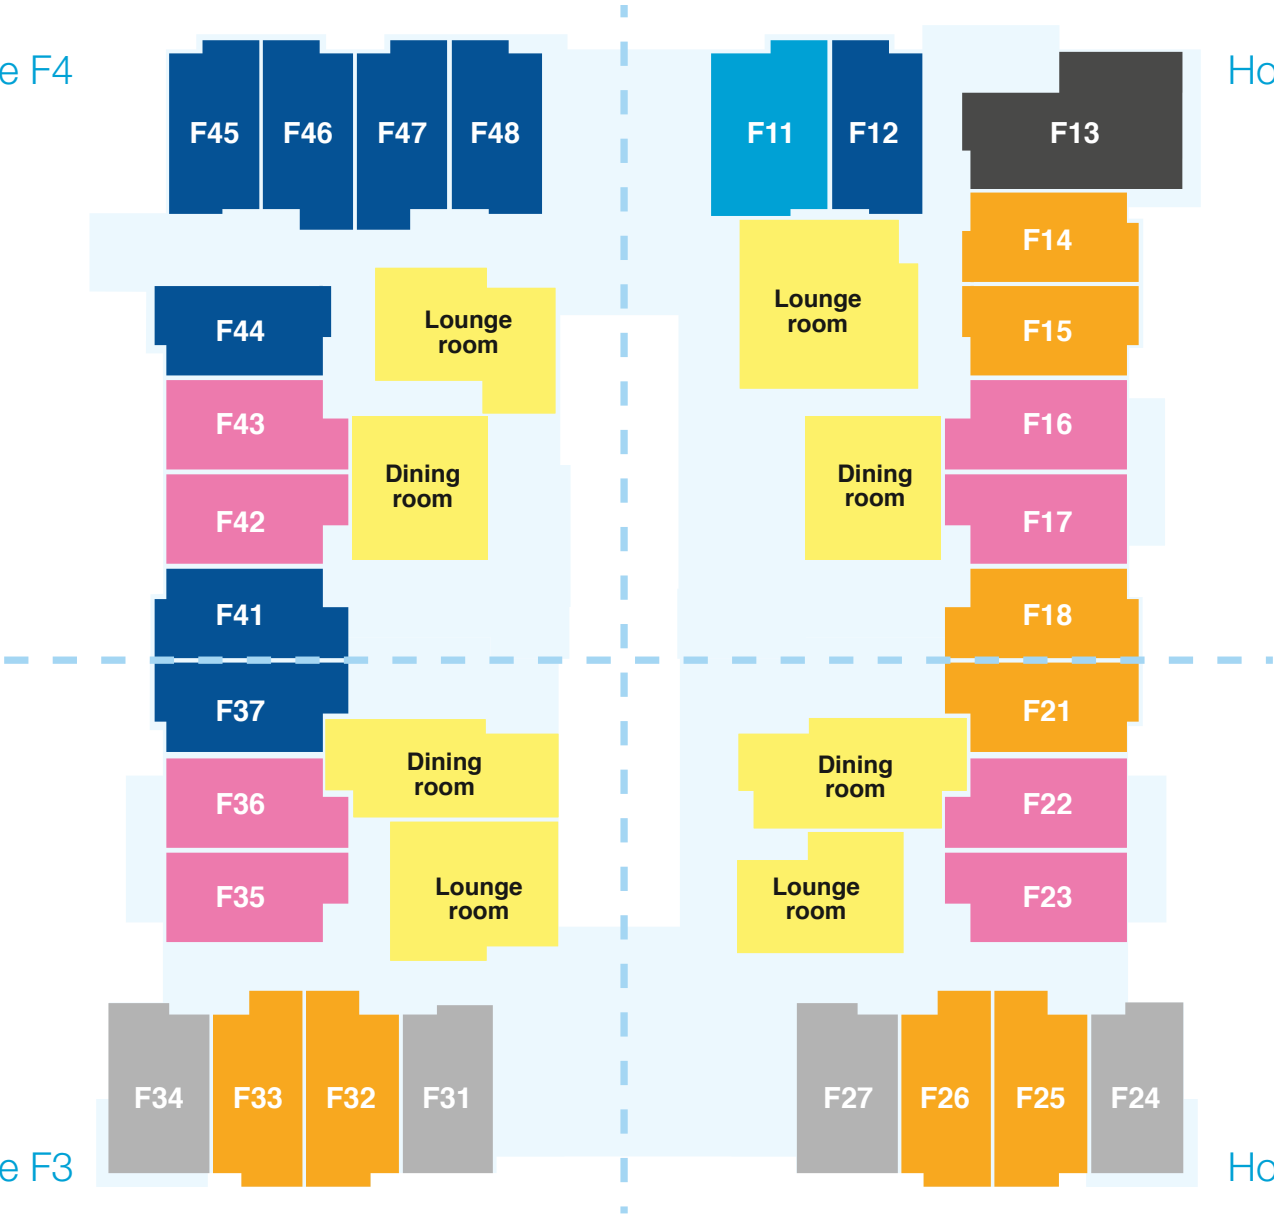 e F4
Ho
F45 F46 F47 F48
F11 F12 F13
F14
Lounge
room
Lounge
room
F44
F15
F43
F16
Dining
room
Dining
room
F42
F17
F41
F18
F37
F21
Dining
room
Dining
room
F36
F22
F35
F23
Lounge
room
Lounge
room
F34 F33 F32 F31
F27 F26 F25 F24
e F3
Ho